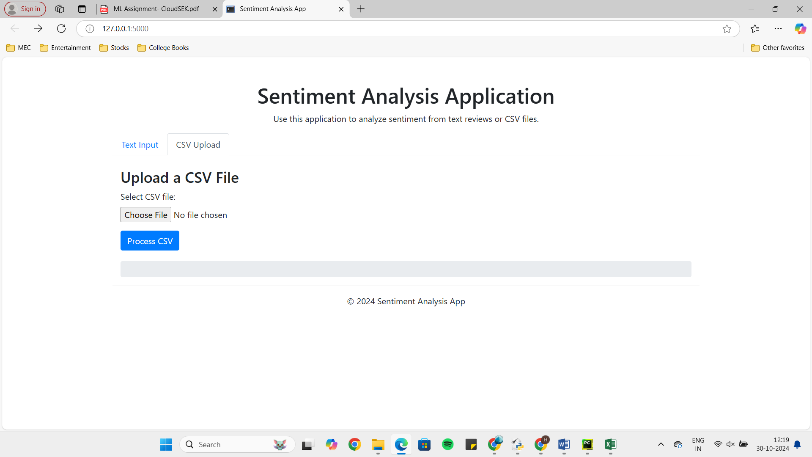 Sign in
ML Assignment - CloudSEK.pdf
Sentiment Analysis App
127.0.0.1:5000
MEC
Entertainment
Stocks
College Books
Other favorites
Sentiment Analysis Application
Use this application to analyze sentiment from text reviews or CSV files.
Text Input
CSV Upload
Upload a CSV File
Select CSV file:
Choose File No file chosen
Process CSV
© 2024 Sentiment Analysis App
Search
ENG
IN
12:19
30-10-2024